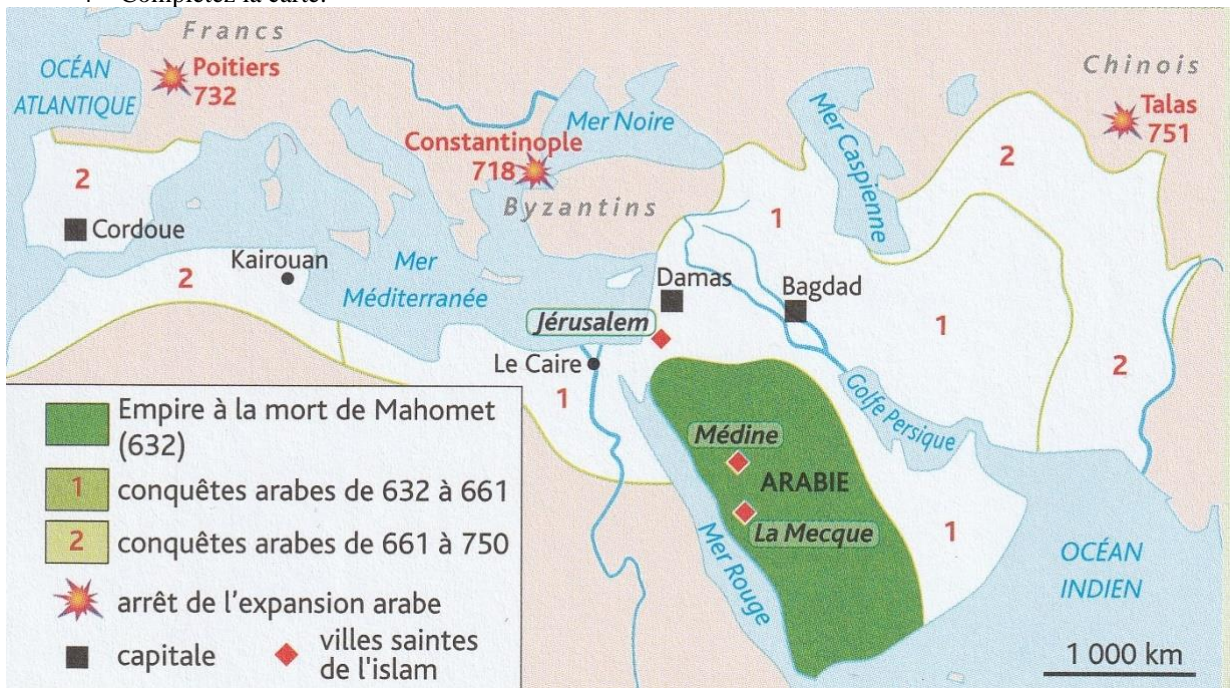 Complétez la carte.
Francs
OCÉAN
ATLANTIQUE
Poitiers
732
Chinois
Talas
751
Mer Noire
Constantinople
718
Byzantins
Mer Caspienne
2
1
2
Cordoue
Kairouan
2
Mer
Méditerranée
Damas
Bagdad
Jérusalem
Le Caire
1
1
2
Golfe Persique
Médine
ARABIE
La Mecque
1
Mer Rouge
OCÉAN
INDIEN
1 000 km
Empire à la mort de Mahomet
(632)
1 conquêtes arabes de 632 à 661
2 conquêtes arabes de 661 à 750
arrêt de l'expansion arabe
capitale
villes saintes
de l'islam